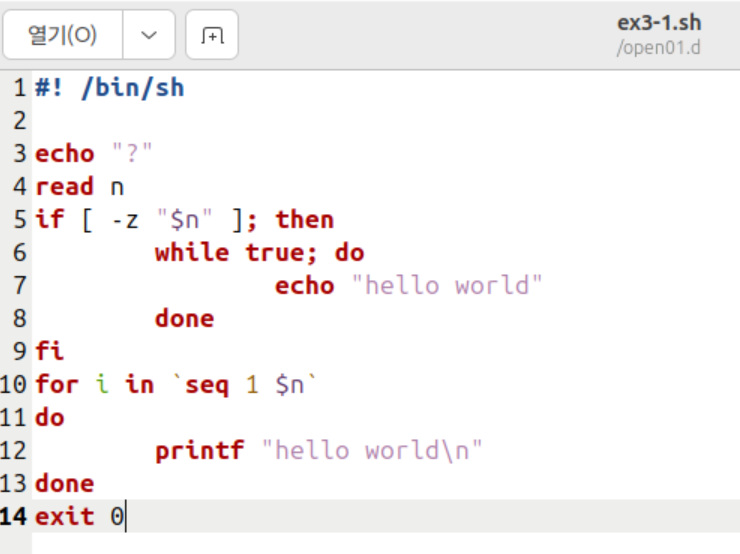 열기(O)
ex3-1.sh
/open01.d
1 #! /bin/sh
2
3 echo "?"
4 read n
5 if [ -z "$n" ]; then
6         while true; do
7                 echo "hello world"
8         done
9 fi
10 for i in `seq 1 $n`
11 do
12         printf "hello world\n"
13 done
14 exit 0